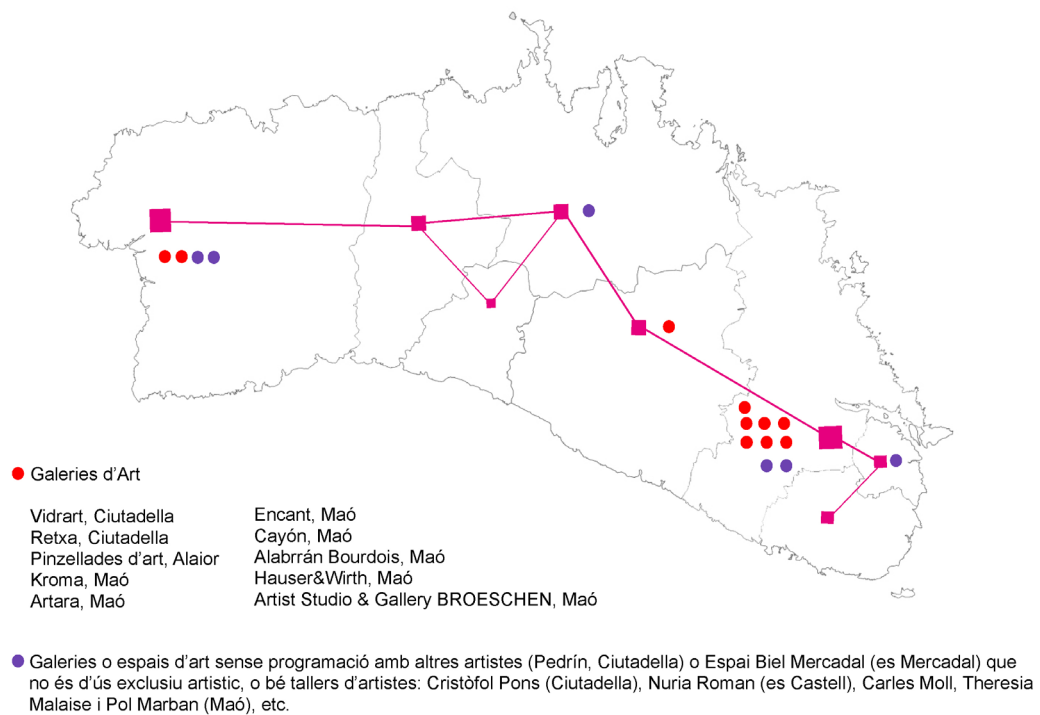 Galeries d'Art
Vidrart, Ciutadella
Retxa, Ciutadella
Pinzellades d'art, Alaior
Kroma, Maó
Artara, Maó
Encant, Maó
Cayón, Maó
Alabrrán Bourdois, Maó
Hauser&Wirth, Maó
Artist Studio & Gallery BROESCHEN, Maó
Galeries o espais d'art sense programació amb altres artistes (Pedrín, Ciutadella) o Espai Biel Mercadal (es Mercadal) que
no és d'ús exclusiu artistic, o bé tallers d'artistes: Cristòfol Pons (Ciutadella), Nuria Roman (es Castell), Carles Moll, Theresia
Malaise i Pol Marban (Maó), etc.